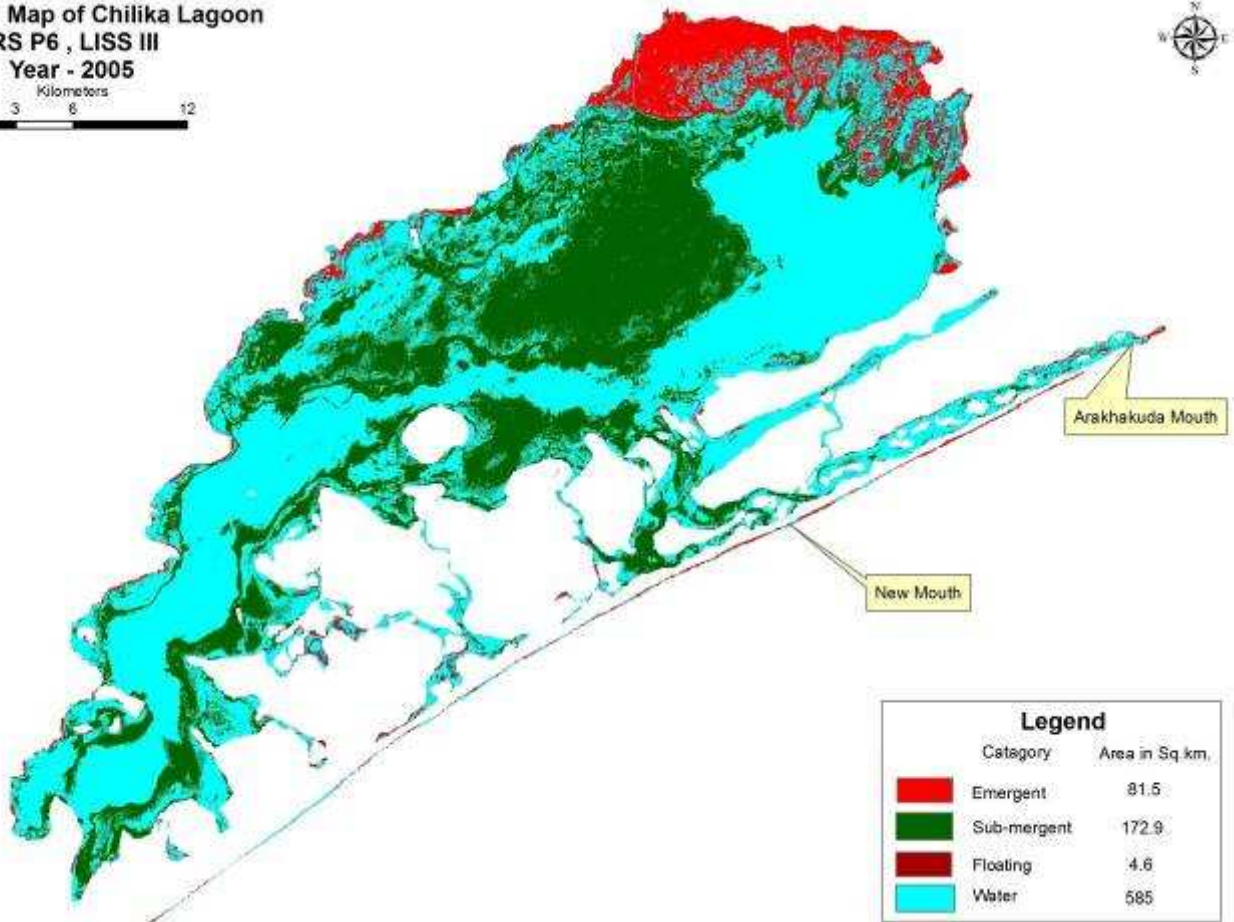 Map of Chilika Lagoon
RS P6 , LISS III
Year - 2005
Kilometers
3 6 12
N
W E
S
Arakhakuda Mouth
New Mouth
Legend
Catagory Area in Sq.km.
Emergent 81.5
Sub-mergent 172.9
Floating 4.6
Water 585